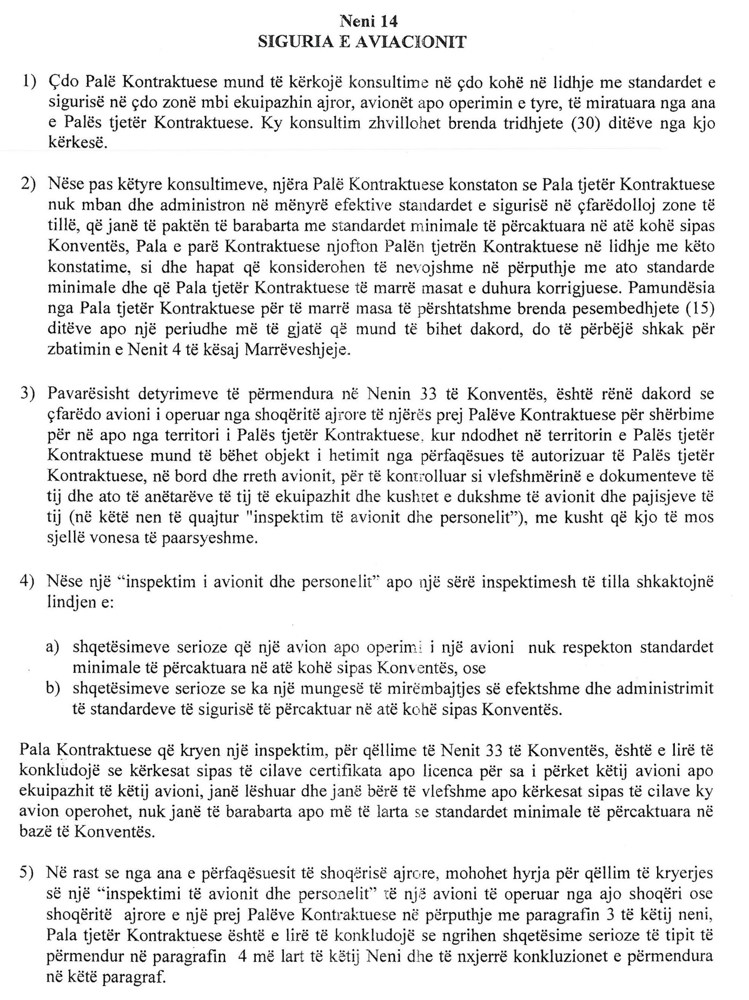 Neni 14
SIGURIA E AVIACIONIT
1) Çdo Palë Kontraktuese mund të kërkojë konsultime në çdo kohë në lidhje me standardet e
sigurisë në çdo zonë mbi ekuipazhin ajror, avionët apo operimin e tyre, të miratuara nga ana
e Palës tjetër Kontraktuese. Ky konsultim zhvillohet brenda tridhjete (30) ditëve nga kjo
kërkesë.
2) Nëse pas këtyre konsultimeve, njëra Palë Kontraktuese konstaton se Pala tjetër Kontraktuese
nuk mban dhe administron në mënyrë efektive standardet e sigurisë në çfarëdolloj zone të
tillë, që janë të paktën të barabarta me standardet minimale të përcaktuara në atë kohë sipas
Konventës, Pala e parë Kontraktuese njofton Palën tjetrën Kontraktuese në lidhje me këto
konstatime, si dhe hapat që konsiderohen të nevojshme në përputhje me ato standarde
minimale dhe që Pala tjetër Kontraktuese të marrë masat e duhura korrigjuese. Pamundësia
nga Pala tjetër Kontraktuese për të marrë masa të përshtatshme brenda pesembedhjete (15)
ditëve apo një periudhe më të gjatë që mund të bihet dakord, do të përbëjë shkak për
zbatimin e Nenit 4 të kësaj Marrëveshjeje.
3) Pavarësisht detyrimeve të përmendura në Nenin 33 të Konventës, është rënë dakord se
çfarëdo avioni i operuar nga shoqëritë ajrore të njërës prej Palëve Kontraktuese për shërbime
për në apo nga territori i Palës tjetër Kontraktuese, kur ndodhet në territorin e Palës tjetër
Kontraktuese mund të bëhet objekt i hetimit nga përfaqësues të autorizuar të Palës tjetër
Kontraktuese, në bord dhe rreth avionit, për të kontrolluar si vlefshmërinë e dokumenteve të
tij dhe ato të anëtarëve të tij të ekuipazhit dhe kushtet e dukshme të avionit dhe pajisjeve të
tij (në këtë nen të quajtur "inspektim të avionit dhe personelit”), me kusht që kjo të mos
sjellë vonesa të paarsyeshme.
4) Nëse një “inspektim i avionit dhe personelit” apo një sërë inspektimesh të tilla shkaktojnë
lindjen e:
a) shqetësimeve serioze që një avion apo operimi i një avioni nuk respekton standardet
minimale të përcaktuara në atë kohë sipas Konventës, ose
b) shqetësimeve serioze se ka një mungesë të mirëmbajtjes së efektshme dhe administrimit
të standardeve të sigurisë të përcaktuar në atë kohë sipas Konventës.
Pala Kontraktuese që kryen një inspektim, për qëllime të Nenit 33 të Konventës, është e lirë të
konkludojë se kërkesat sipas të cilave certifikata apo licenca për sa i përket këtij avioni apo
ekuipazhit të këtij avioni, janë lëshuar dhe janë bërë të vlefshme apo kërkesat sipas të cilave ky
avion operohet, nuk janë të barabarta apo më të larta se standardet minimale të përcaktuara në
bazë të Konventës.
5) Në rast se nga ana e përfaqësuesit të shoqërisë ajrore, mohohet hyrja për qëllim të kryerjes
së një “inspektimi të avionit dhe personelit” të një avioni të operuar nga ajo shoqëri ose
shoqëritë ajrore e një prej Palëve Kontraktuese në përputhje me paragrafin 3 të këtij neni,
Pala tjetër Kontraktuese është e lirë të konkludojë se ngrihen shqetësime serioze të tipit të
përmendur në paragrafin 4 më lart të këtij Neni dhe të nxjerrë konkluzionet e përmendura
në këtë paragraf.